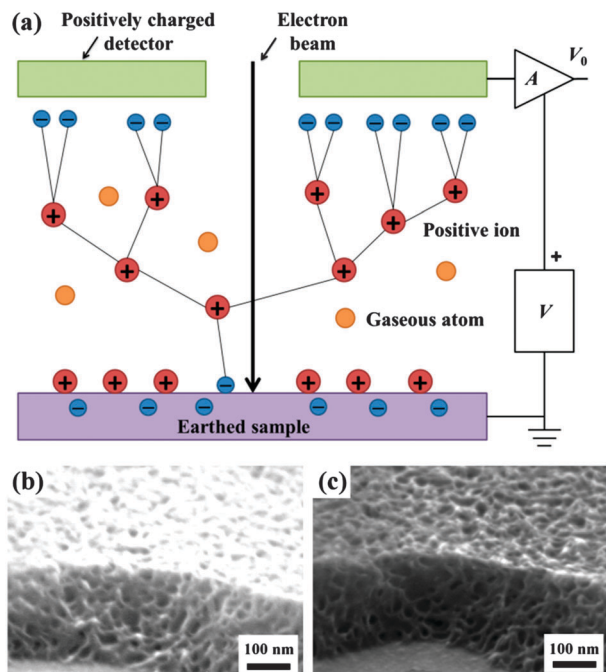 (a)
Positively charged
detector
Electron
beam
A
V₀
Positive ion
+
V
Gaseous atom
Earthed sample
(b)
100 nm
(c)
100 nm